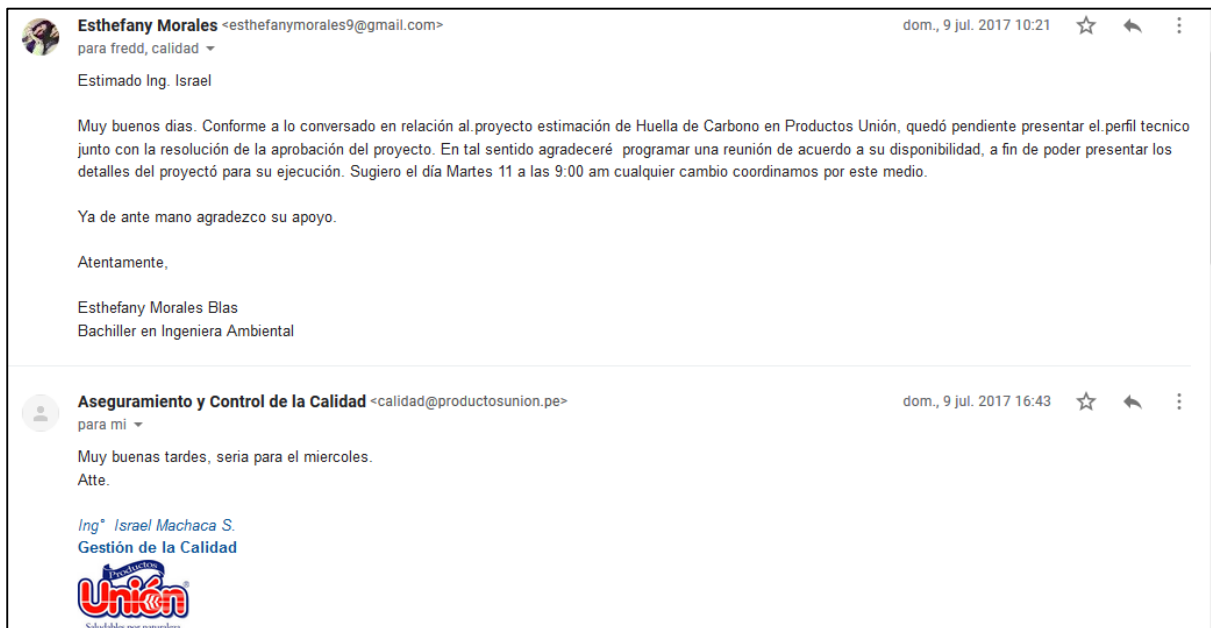 Esthefany Morales <esthefanymorales9@gmail.com> dom., 9 jul. 2017 10:21
para fredd, calidad
Estimado Ing. Israel
Muy buenos dias. Conforme a lo conversado en relación al.proyecto estimación de Huella de Carbono en Productos Unión, quedó pendiente presentar el.perfil tecnico
junto con la resolución de la aprobación del proyecto. En tal sentido agradeceré programar una reunión de acuerdo a su disponibilidad, a fin de poder presentar los
detalles del proyectó para su ejecución. Sugiero el día Martes 11 a las 9:00 am cualquier cambio coordinamos por este medio.
Ya de ante mano agradezco su apoyo.
Atentamente,
Esthefany Morales Blas
Bachiller en Ingeniera Ambiental
Aseguramiento y Control de la Calidad <calidad@productosunion.pe> dom., 9 jul. 2017 16:43
para mi
Muy buenas tardes, seria para el miercoles.
Atte.
Ing° Israel Machaca S.
Gestión de la Calidad
Productos
Unión®
Saludables por naturaleza